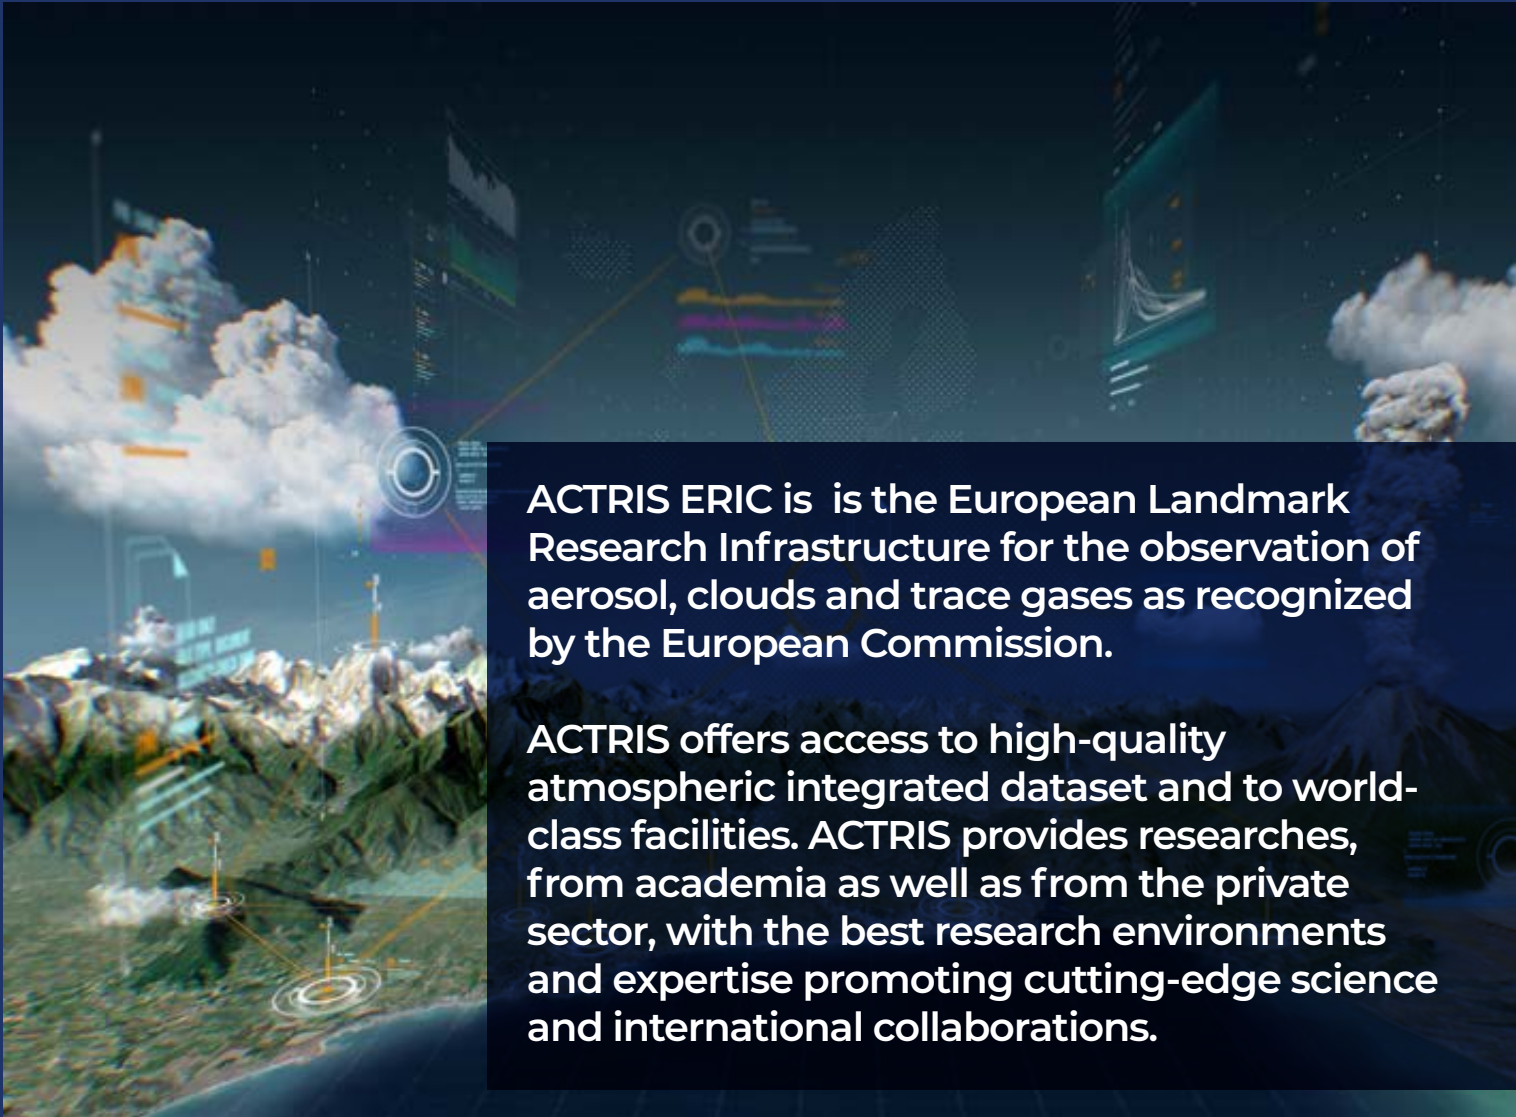 ACTRIS ERIC is  is the European Landmark
Research Infrastructure for the observation of
aerosol, clouds and trace gases as recognized
by the European Commission.
ACTRIS offers access to high-quality
atmospheric integrated dataset and to world-
class facilities. ACTRIS provides researches,
from academia as well as from the private
sector, with the best research environments
and expertise promoting cutting-edge science
and international collaborations.